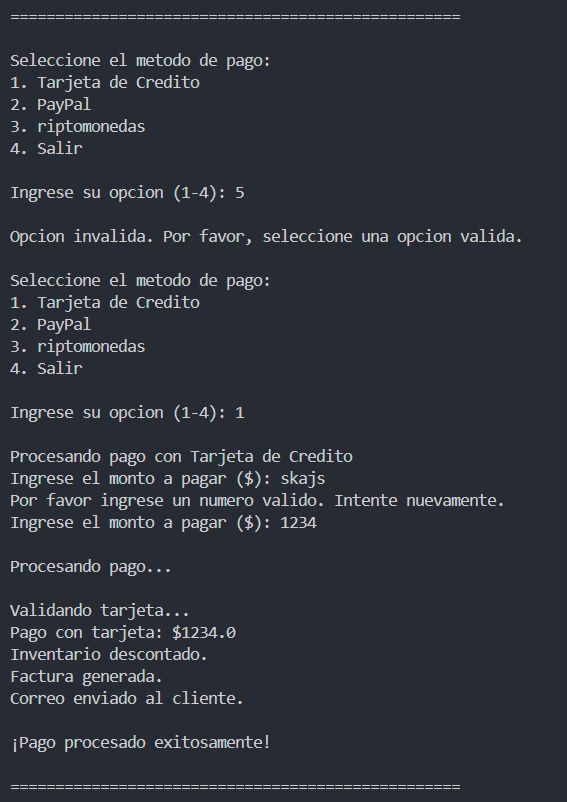 ==================================================
Seleccione el metodo de pago:
1. Tarjeta de Credito
2. PayPal
3. riptomonedas
4. Salir
Ingrese su opcion (1-4): 5
Opcion invalida. Por favor, seleccione una opcion valida.
Seleccione el metodo de pago:
1. Tarjeta de Credito
2. PayPal
3. riptomonedas
4. Salir
Ingrese su opcion (1-4): 1
Procesando pago con Tarjeta de Credito
Ingrese el monto a pagar ($): skajs
Por favor ingrese un numero valido. Intente nuevamente.
Ingrese el monto a pagar ($): 1234
Procesando pago...
Validando tarjeta...
Pago con tarjeta: $1234.0
Inventario descontado.
Factura generada.
Correo enviado al cliente.
¡Pago procesado exitosamente!
==================================================